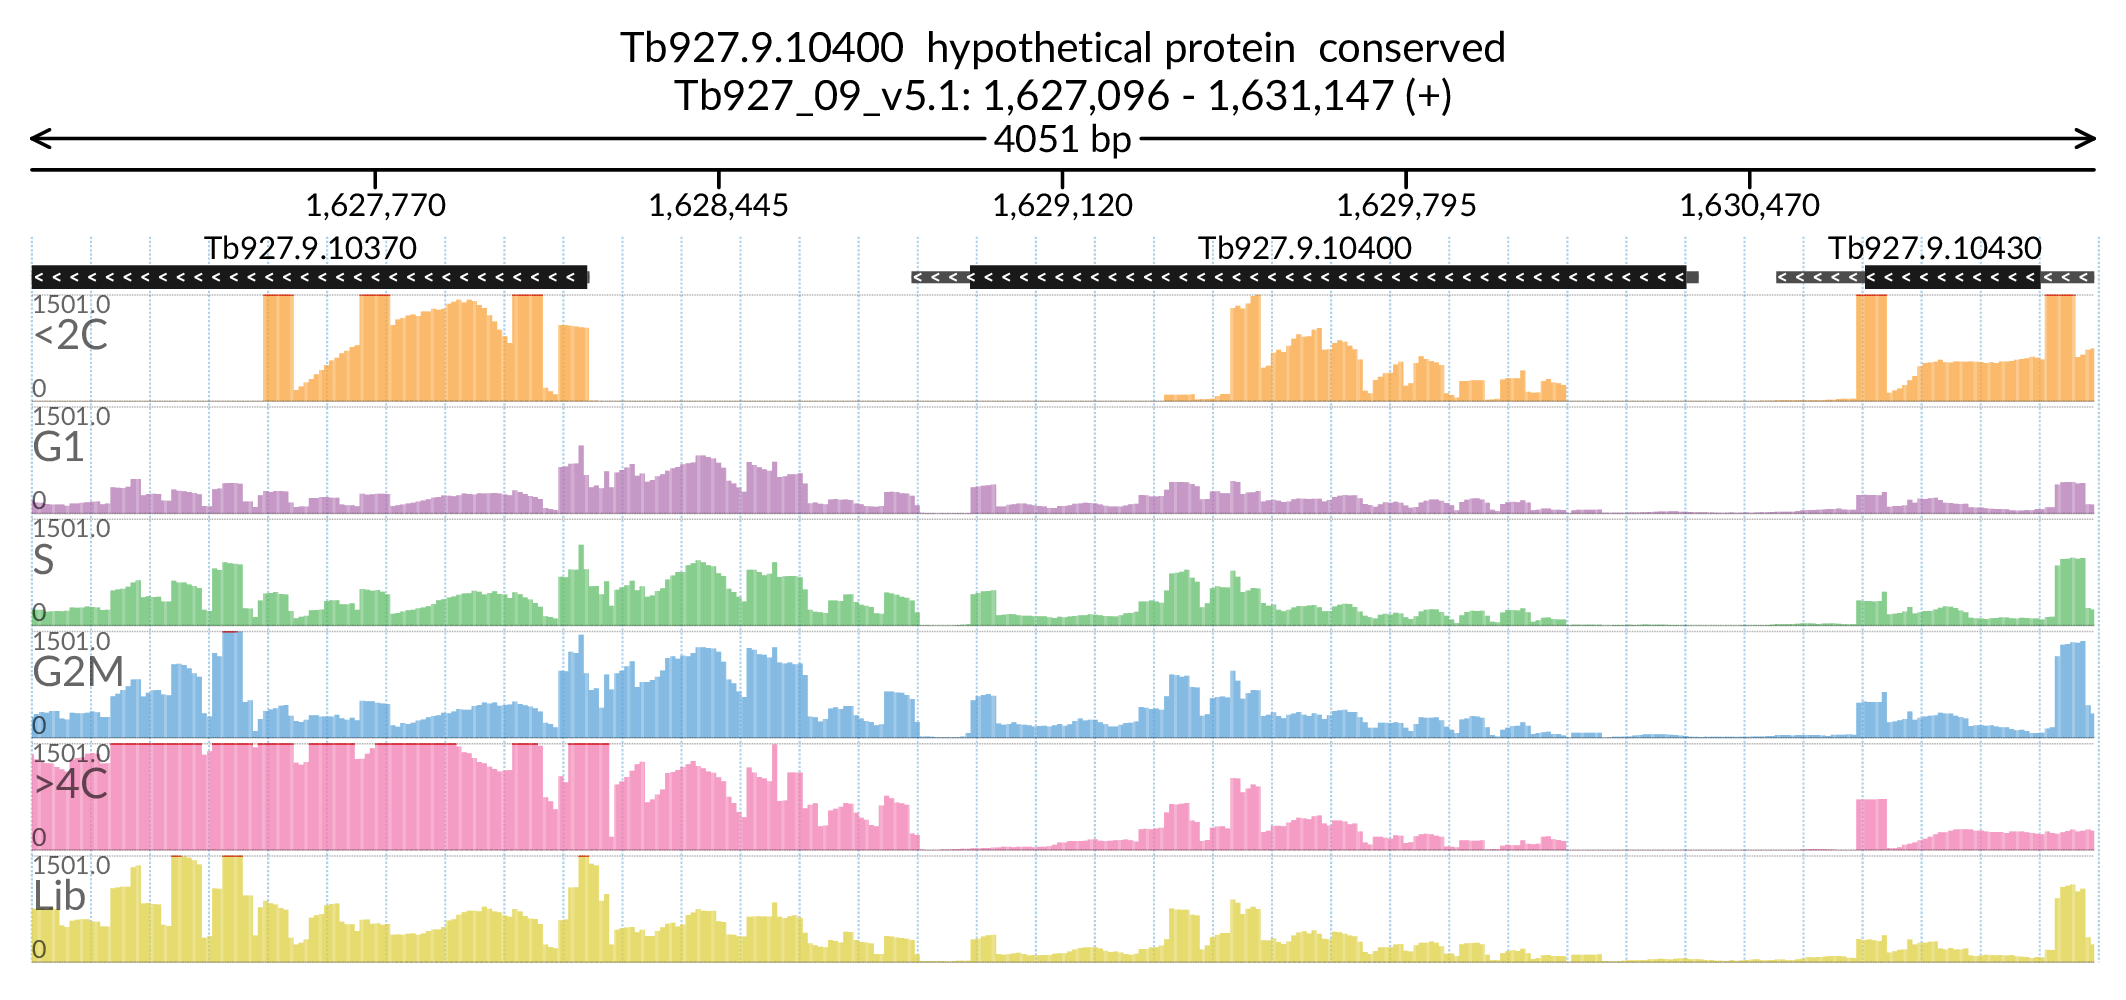 Tb927.9.10400  hypothetical protein  conserved
Tb927_09_v5.1: 1,627,096 - 1,631,147 (+)
4051 bp
1,627,770 1,628,445 1,629,120 1,629,795 1,630,470
Tb927.9.10370 Tb927.9.10400 Tb927.9.10430
1501.0
<2C
0
1501.0
G1
0
1501.0
S
0
1501.0
G2M
0
1501.0
>4C
0
1501.0
Lib
0